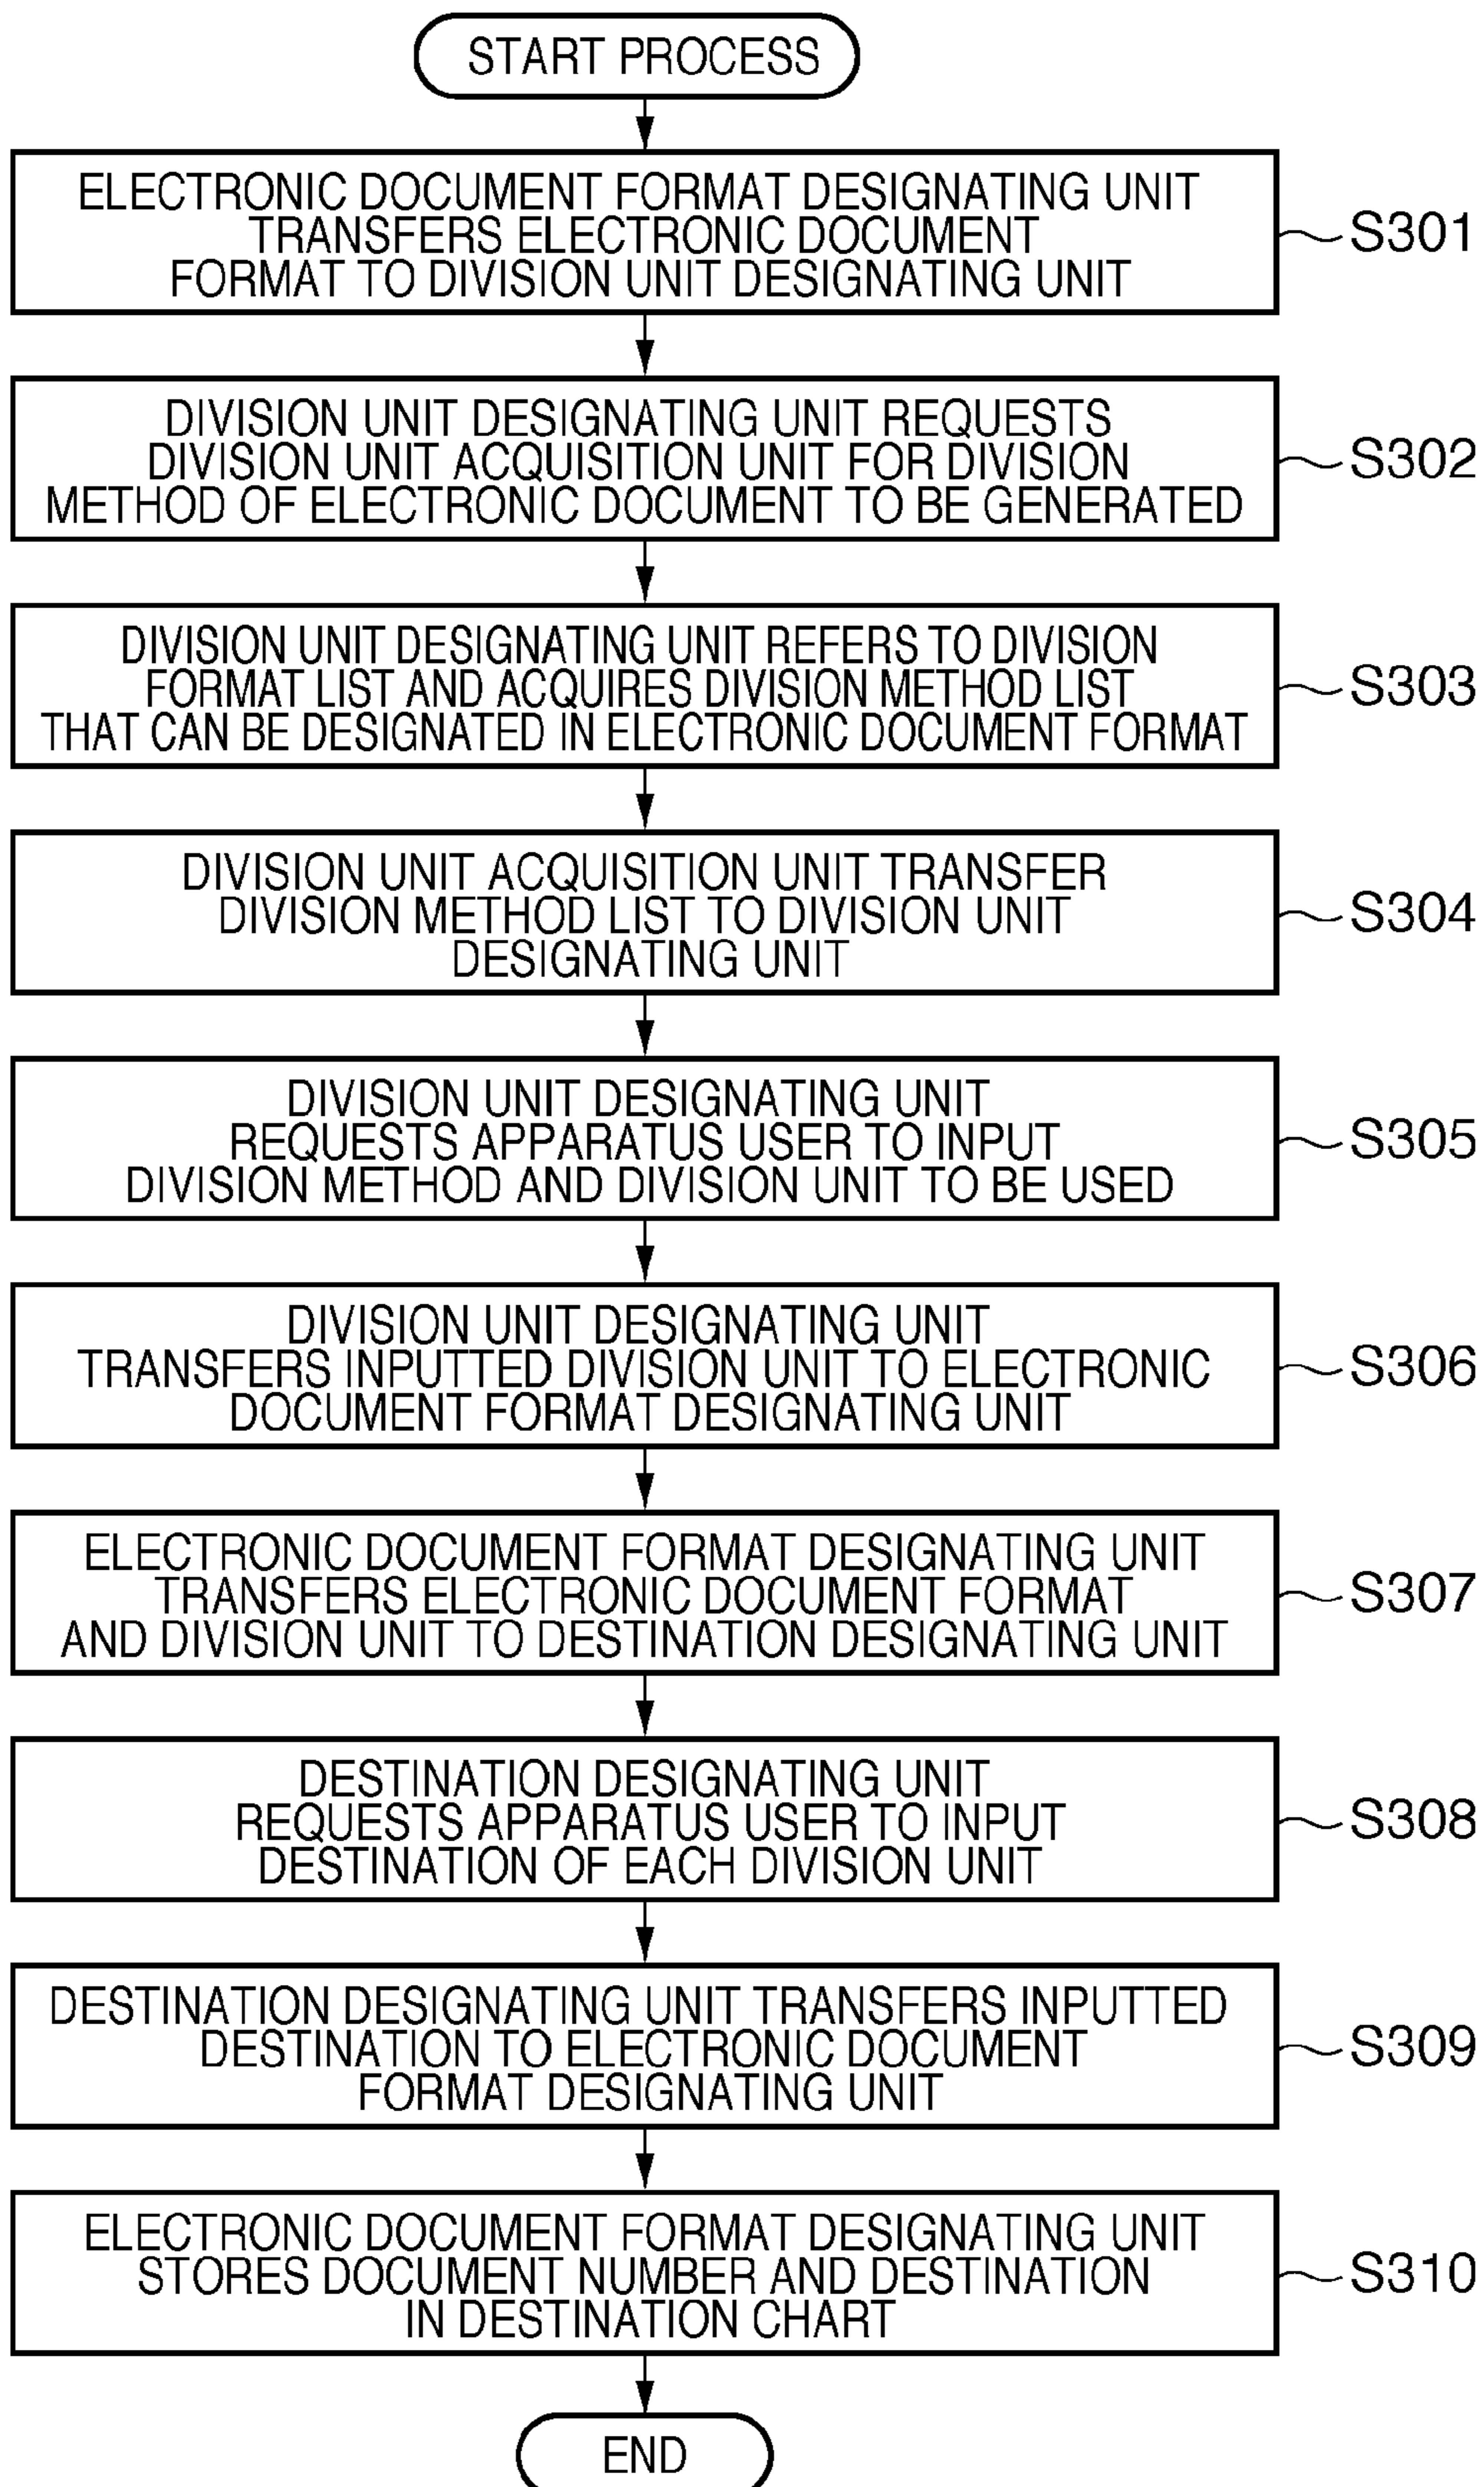 START PROCESS
ELECTRONIC DOCUMENT FORMAT DESIGNATING UNIT
TRANSFERS ELECTRONIC DOCUMENT
FORMAT TO DIVISION UNIT DESIGNATING UNIT
S301
DIVISION UNIT DESIGNATING UNIT REQUESTS
DIVISION UNIT ACQUISITION UNIT FOR DIVISION
METHOD OF ELECTRONIC DOCUMENT TO BE GENERATED
S302
DIVISION UNIT DESIGNATING UNIT REFERS TO DIVISION
FORMAT LIST AND ACQUIRES DIVISION METHOD LIST
THAT CAN BE DESIGNATED IN ELECTRONIC DOCUMENT FORMAT
S303
DIVISION UNIT ACQUISITION UNIT TRANSFER
DIVISION METHOD LIST TO DIVISION UNIT
DESIGNATING UNIT
S304
DIVISION UNIT DESIGNATING UNIT
REQUESTS APPARATUS USER TO INPUT
DIVISION METHOD AND DIVISION UNIT TO BE USED
S305
DIVISION UNIT DESIGNATING UNIT
TRANSFERS INPUTTED DIVISION UNIT TO ELECTRONIC
DOCUMENT FORMAT DESIGNATING UNIT
S306
ELECTRONIC DOCUMENT FORMAT DESIGNATING UNIT
TRANSFERS ELECTRONIC DOCUMENT FORMAT
AND DIVISION UNIT TO DESTINATION DESIGNATING UNIT
S307
DESTINATION DESIGNATING UNIT
REQUESTS APPARATUS USER TO INPUT
DESTINATION OF EACH DIVISION UNIT
S308
DESTINATION DESIGNATING UNIT TRANSFERS INPUTTED
DESTINATION TO ELECTRONIC DOCUMENT
FORMAT DESIGNATING UNIT
S309
ELECTRONIC DOCUMENT FORMAT DESIGNATING UNIT
STORES DOCUMENT NUMBER AND DESTINATION
IN DESTINATION CHART
S310
END